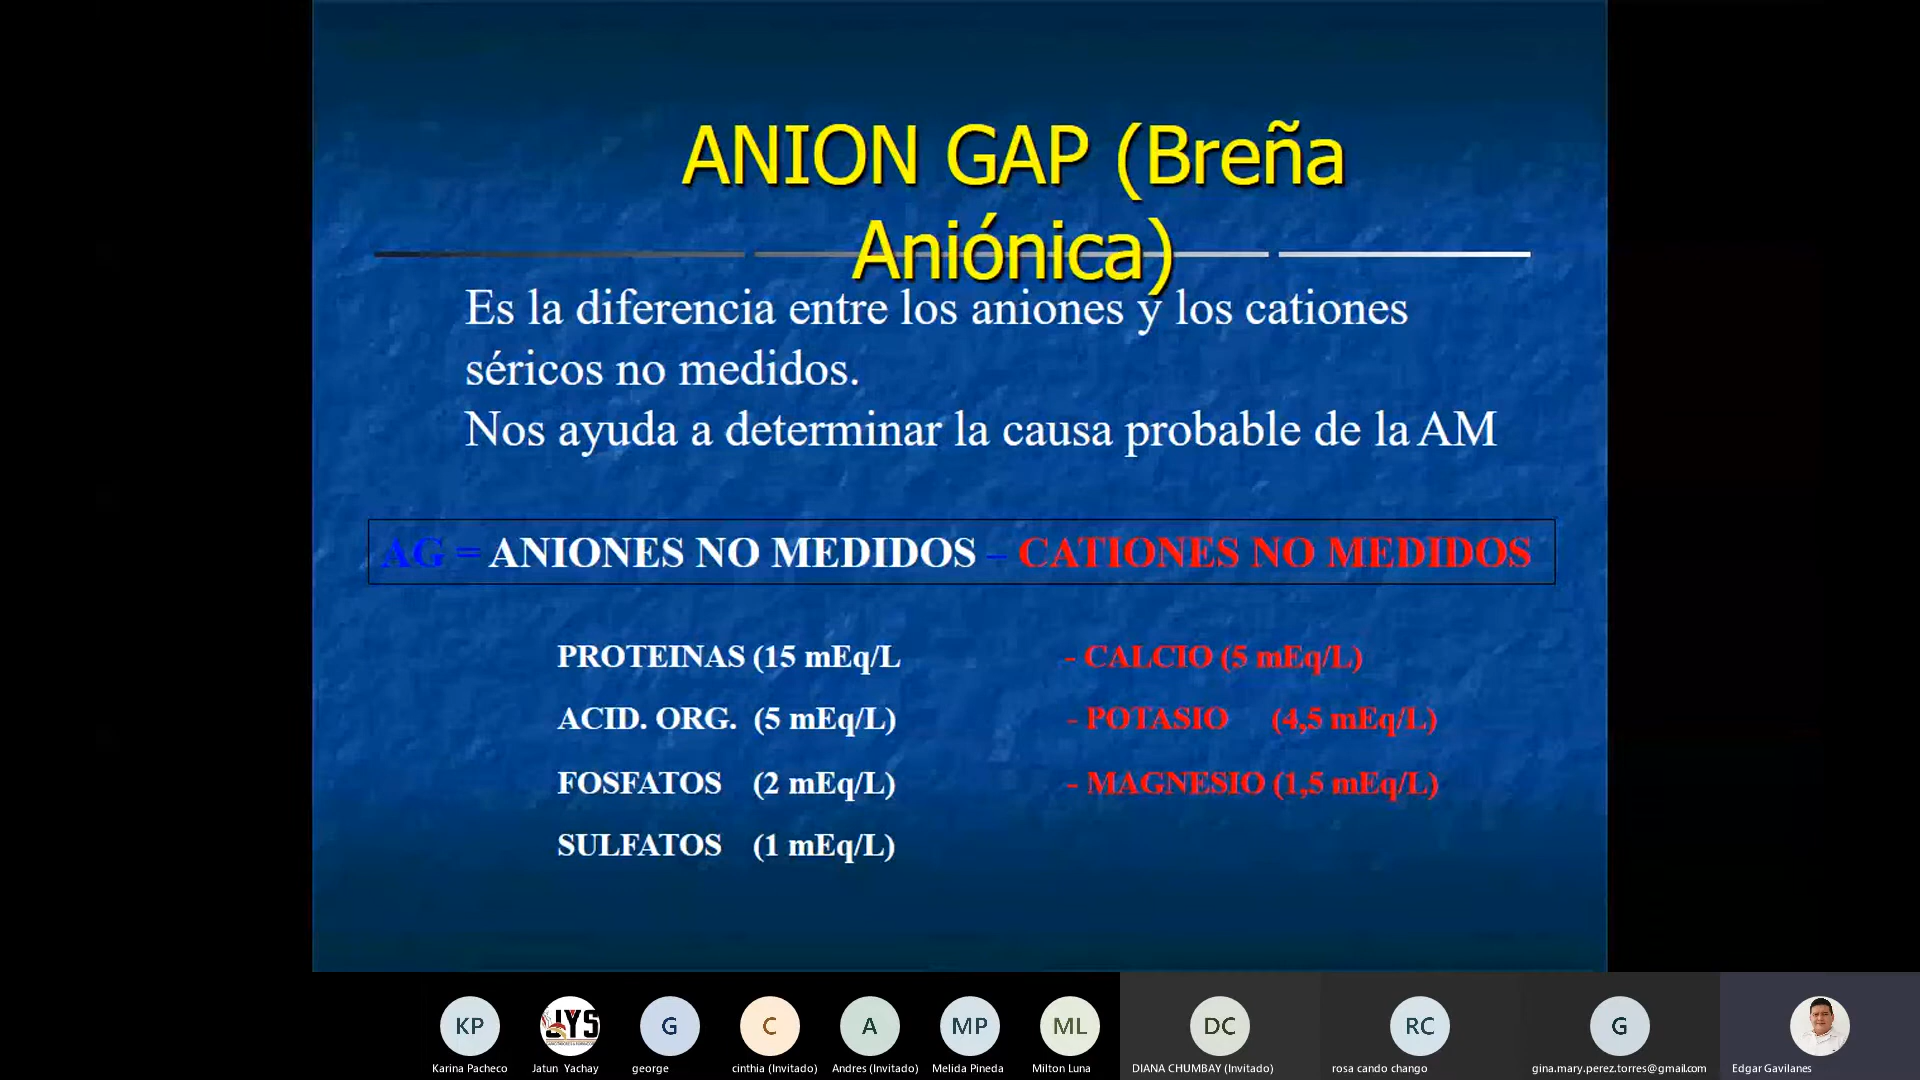 ANION GAP (Breña
Aniónica)
Es la diferencia entre los aniones y los cationes
séricos no medidos.
Nos ayuda a determinar la causa probable de la AM
AG = ANIONES NO MEDIDOS – CATIONES NO MEDIDOS
PROTEINAS (15 mEq/L
- CALCIO (5 mEq/L)
ACID. ORG. (5 mEq/L)
- POTASIO (4,5 mEq/L)
FOSFATOS (2 mEq/L)
- MAGNESIO (1,5 mEq/L)
SULFATOS (1 mEq/L)
KP
JYS
G
C
A
MP
ML
DC
RC
G
Karina Pacheco
Jatun Yachay
george
cinthia (Invitado)
Andres (Invitado)
Melida Pineda
Milton Luna
DIANA CHUMBAY (Invitado)
rosa cando chango
gina.mary.perez.torres@gmail.com
Edgar Gavilanes